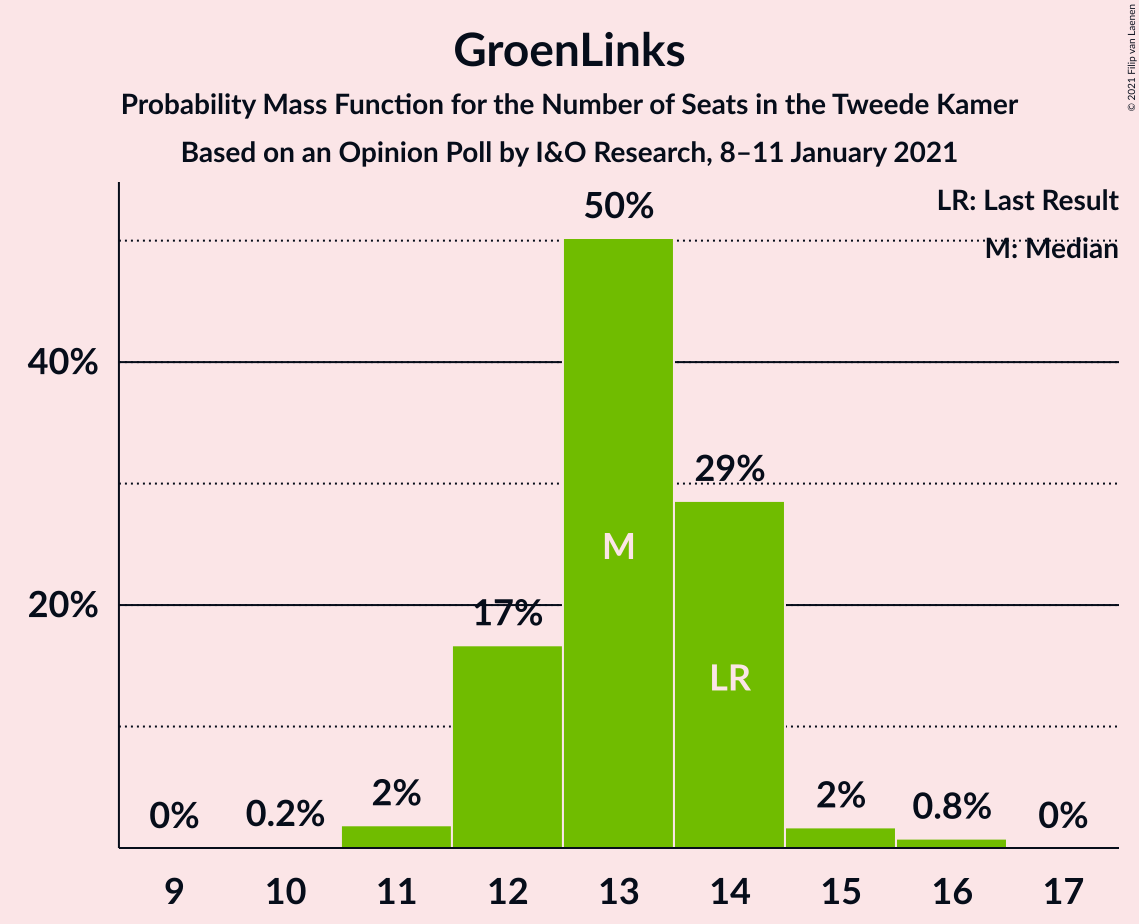 GroenLinks
Probability Mass Function for the Number of Seats in the Tweede Kamer
Based on an Opinion Poll by I&O Research, 8–11 January 2021
© 2021 Filip van Laenen
LR: Last Result
M: Median
40%
20%
0%
0.2%
2%
17%
50%
29%
2%
0.8%
0%
M
LR
9 10 11 12 13 14 15 16 17